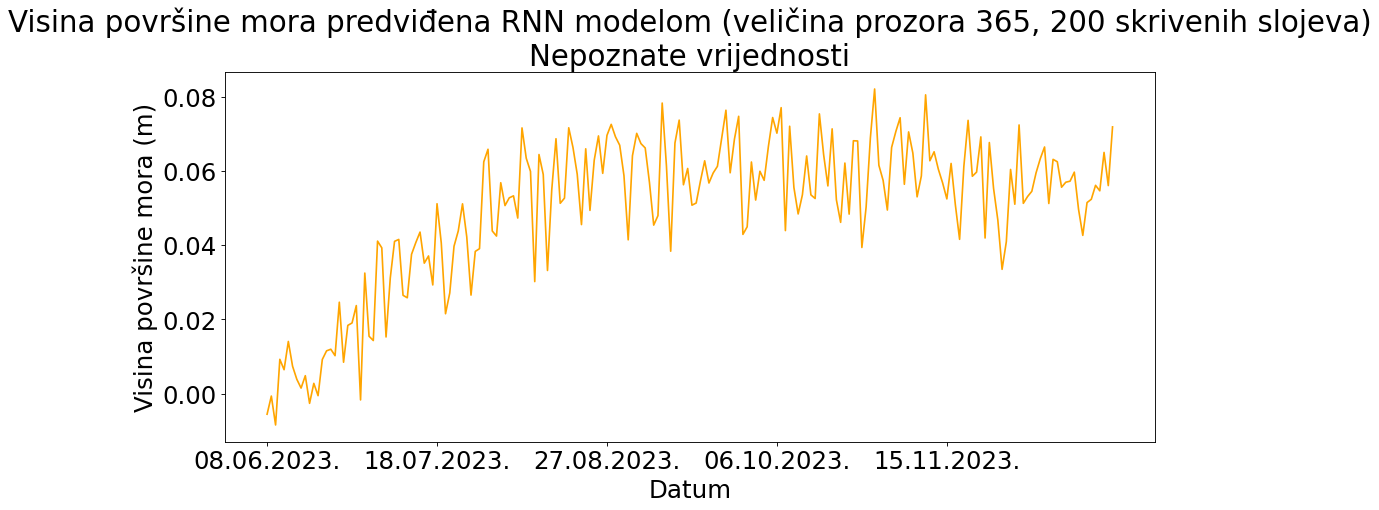 Visina površine mora predviđena RNN modelom (veličina prozora 365, 200 skrivenih slojeva)
Nepoznate vrijednosti
Visina površine mora (m)
0.08
0.06
0.04
0.02
0.00
08.06.2023. 18.07.2023. 27.08.2023. 06.10.2023. 15.11.2023.
Datum